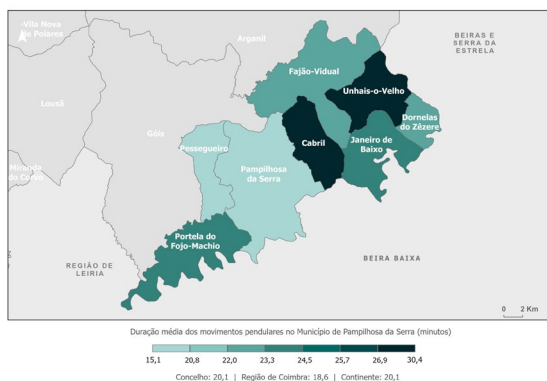 Vila Nova
de Poiares
Arganil
BEIRAS E
SERRA DA
ESTRELA
Fajão-Vidual
Unhais-o-Velho
Lousã
Dornelas
do Zêzere
Góis
Pessegueiro
Cabril
Janeiro de
Baixo
Miranda
do Corvo
Pampilhosa
da Serra
Portela do
Fojo-Machio
REGIÃO DE
LEIRIA
BEIRA BAIXA
0 2 Km
Duração média dos movimentos pendulares no Município de Pampilhosa da Serra (minutos)
15,1 20,8 22,0 23,3 24,5 25,7 26,9 30,4
Concelho: 20,1 | Região de Coimbra: 18,6 | Continente: 20,1